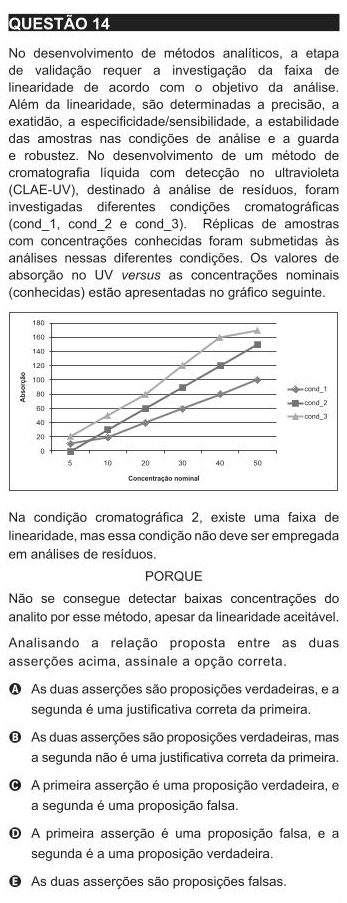 QUESTÃO 14
No desenvolvimento de métodos analíticos, a etapa
de validação requer a investigação da faixa de
linearidade de acordo com o objetivo da análise.
Além da linearidade, são determinadas a precisão, a
exatidão, a especificidade/sensibilidade, a estabilidade
das amostras nas condições de análise e a guarda
e robustez. No desenvolvimento de um método de
cromatografia líquida com detecção no ultravioleta
(CLAE-UV), destinado à análise de resíduos, foram
investigadas diferentes condições cromatográficas
(cond_1, cond_2 e cond_3). Réplicas de amostras
com concentrações conhecidas foram submetidas às
análises nessas diferentes condições. Os valores de
absorção no UV versus as concentrações nominais
(conhecidas) estão apresentadas no gráfico seguinte.
180
160
140
120
100
80
60
40
20
0
Absorção
cond_1
cond_2
cond_3
5 10 20 30 40 50
Concentração nominal
Na condição cromatográfica 2, existe uma faixa de
linearidade, mas essa condição não deve ser empregada
em análises de resíduos.
PORQUE
Não se consegue detectar baixas concentrações do
analito por esse método, apesar da linearidade aceitável.
Analisando a relação proposta entre as duas
asserções acima, assinale a opção correta.
A As duas asserções são proposições verdadeiras, e a
segunda é uma justificativa correta da primeira.
B As duas asserções são proposições verdadeiras, mas
a segunda não é uma justificativa correta da primeira.
C A primeira asserção é uma proposição verdadeira, e
a segunda é uma proposição falsa.
D A primeira asserção é uma proposição falsa, e a
segunda é a uma proposição verdadeira.
E As duas asserções são proposições falsas.